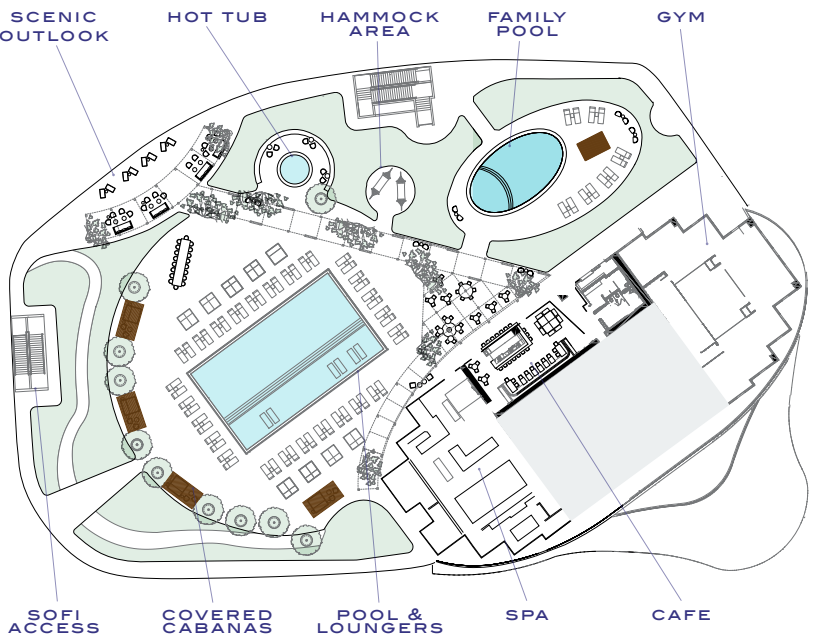 SCENIC
OUTLOOK
HOT TUB
HAMMOCK
AREA
FAMILY
POOL
GYM
SOFI
ACCESS
COVERED
CABANAS
POOL &
LOUNGERS
SPA
CAFE